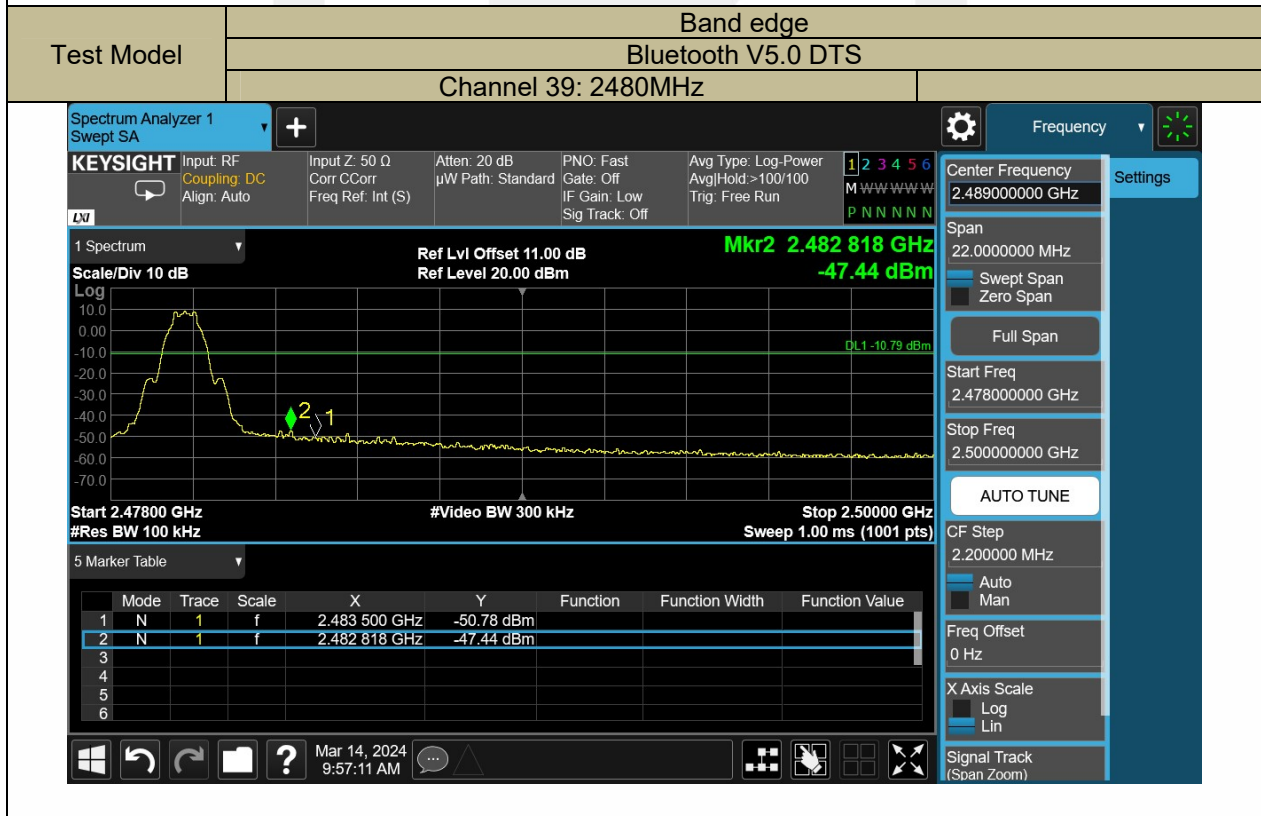 Test Model
Band edge
Bluetooth V5.0 DTS
Channel 39: 2480MHz
Spectrum Analyzer 1
Swept SA
+
Frequency
KEYSIGHT
Input: RF
Coupling: DC
Align: Auto
Input Z: 50 Ω
Corr CCorr
Freq Ref: Int (S)
Atten: 20 dB
µW Path: Standard
PNO: Fast
Gate: Off
IF Gain: Low
Sig Track: Off
Avg Type: Log-Power
Avg|Hold:>100/100
Trig: Free Run
1 2 3 4 5 6
M W W W W W
P N N N N N
LXI
1 Spectrum
Ref Lvl Offset 11.00 dB
Mkr2 2.482 818 GHz
Scale/Div 10 dB
Ref Level 20.00 dBm
-47.44 dBm
Log
10.0
0.00
-10.0
-20.0
-30.0
-40.0
-50.0
-60.0
-70.0
DL1 -10.79 dBm
2
1
Start 2.47800 GHz
#Video BW 300 kHz
Stop 2.50000 GHz
#Res BW 100 kHz
Sweep 1.00 ms (1001 pts)
5 Marker Table
Mode Trace Scale X Y Function Function Width Function Value
1 N 1 f 2.483 500 GHz -50.78 dBm
2 N 1 f 2.482 818 GHz -47.44 dBm
3
4
5
6
?
Mar 14, 2024
9:57:11 AM
Center Frequency
2.489000000 GHz
Settings
Span
22.0000000 MHz
Swept Span
Zero Span
Full Span
Start Freq
2.478000000 GHz
Stop Freq
2.500000000 GHz
AUTO TUNE
CF Step
2.200000 MHz
Auto
Man
Freq Offset
0 Hz
X Axis Scale
Log
Lin
Signal Track
(Span Zoom)